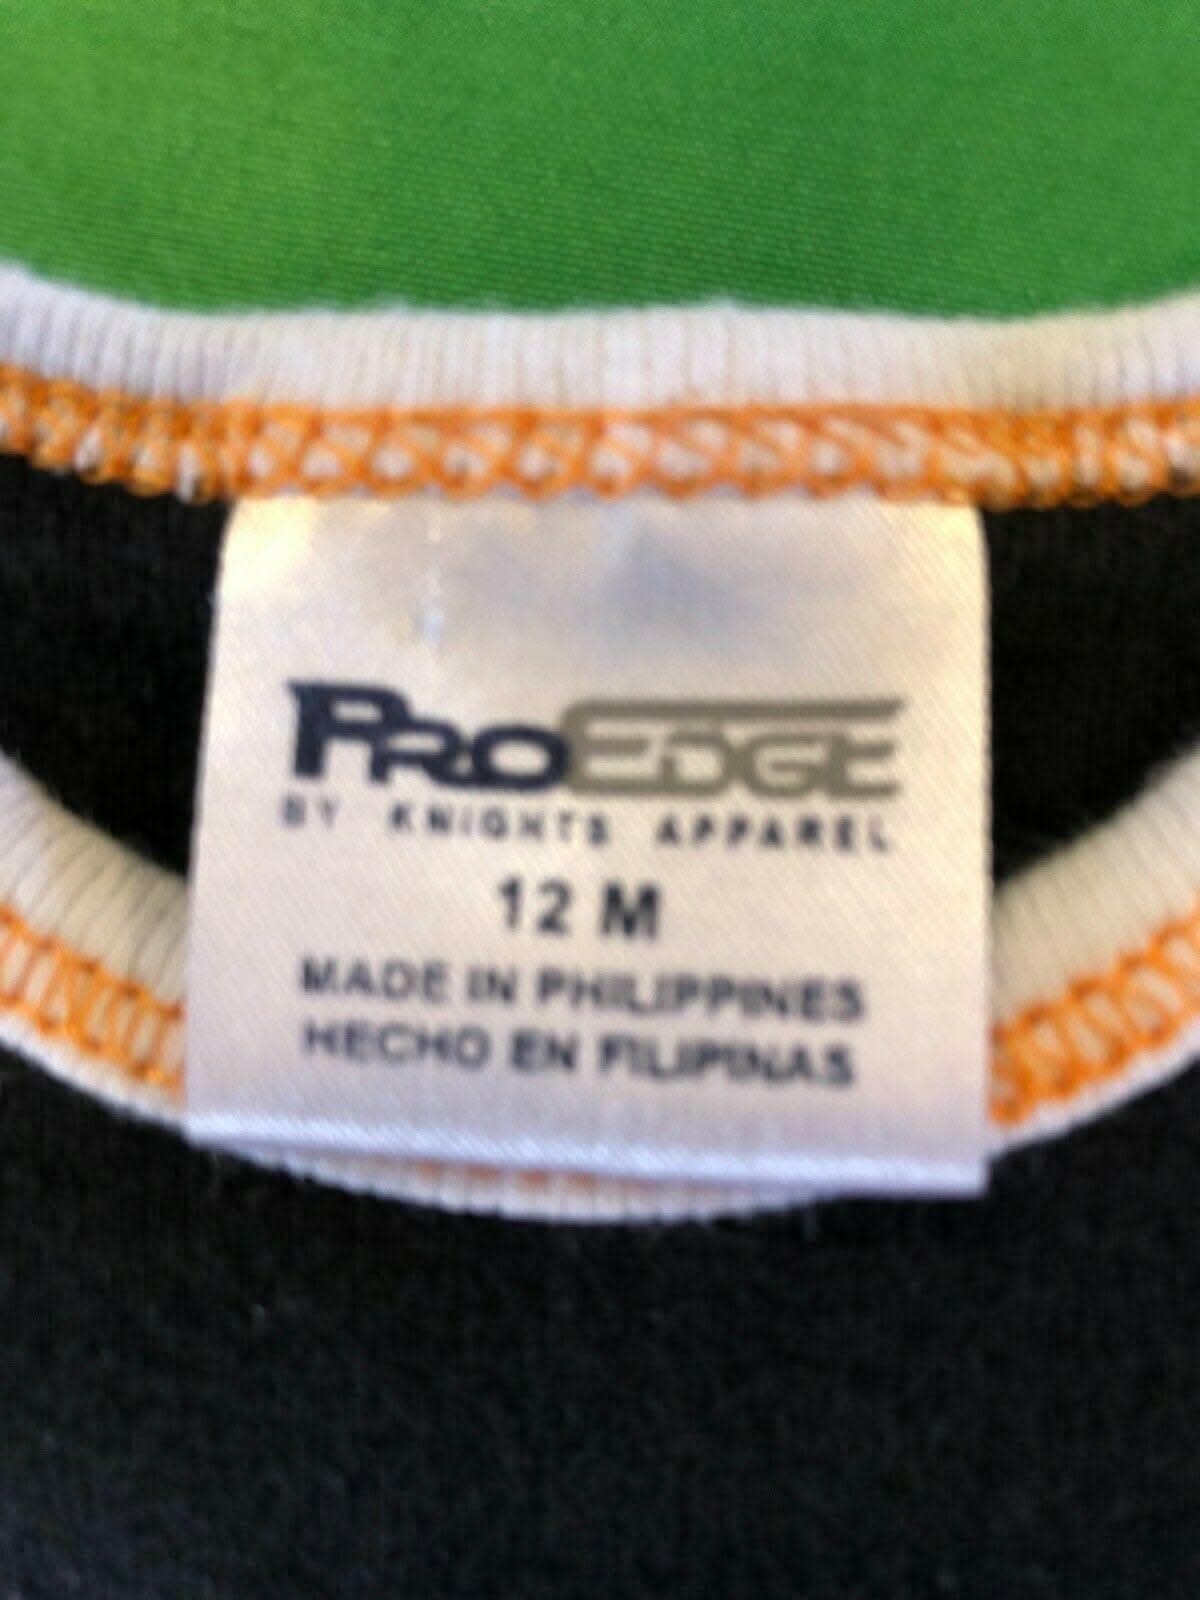 PROEDGE
BY KNIGHTS APPAREL
12 M
MADE IN PHILIPPINES
HECHO EN FILIPINAS